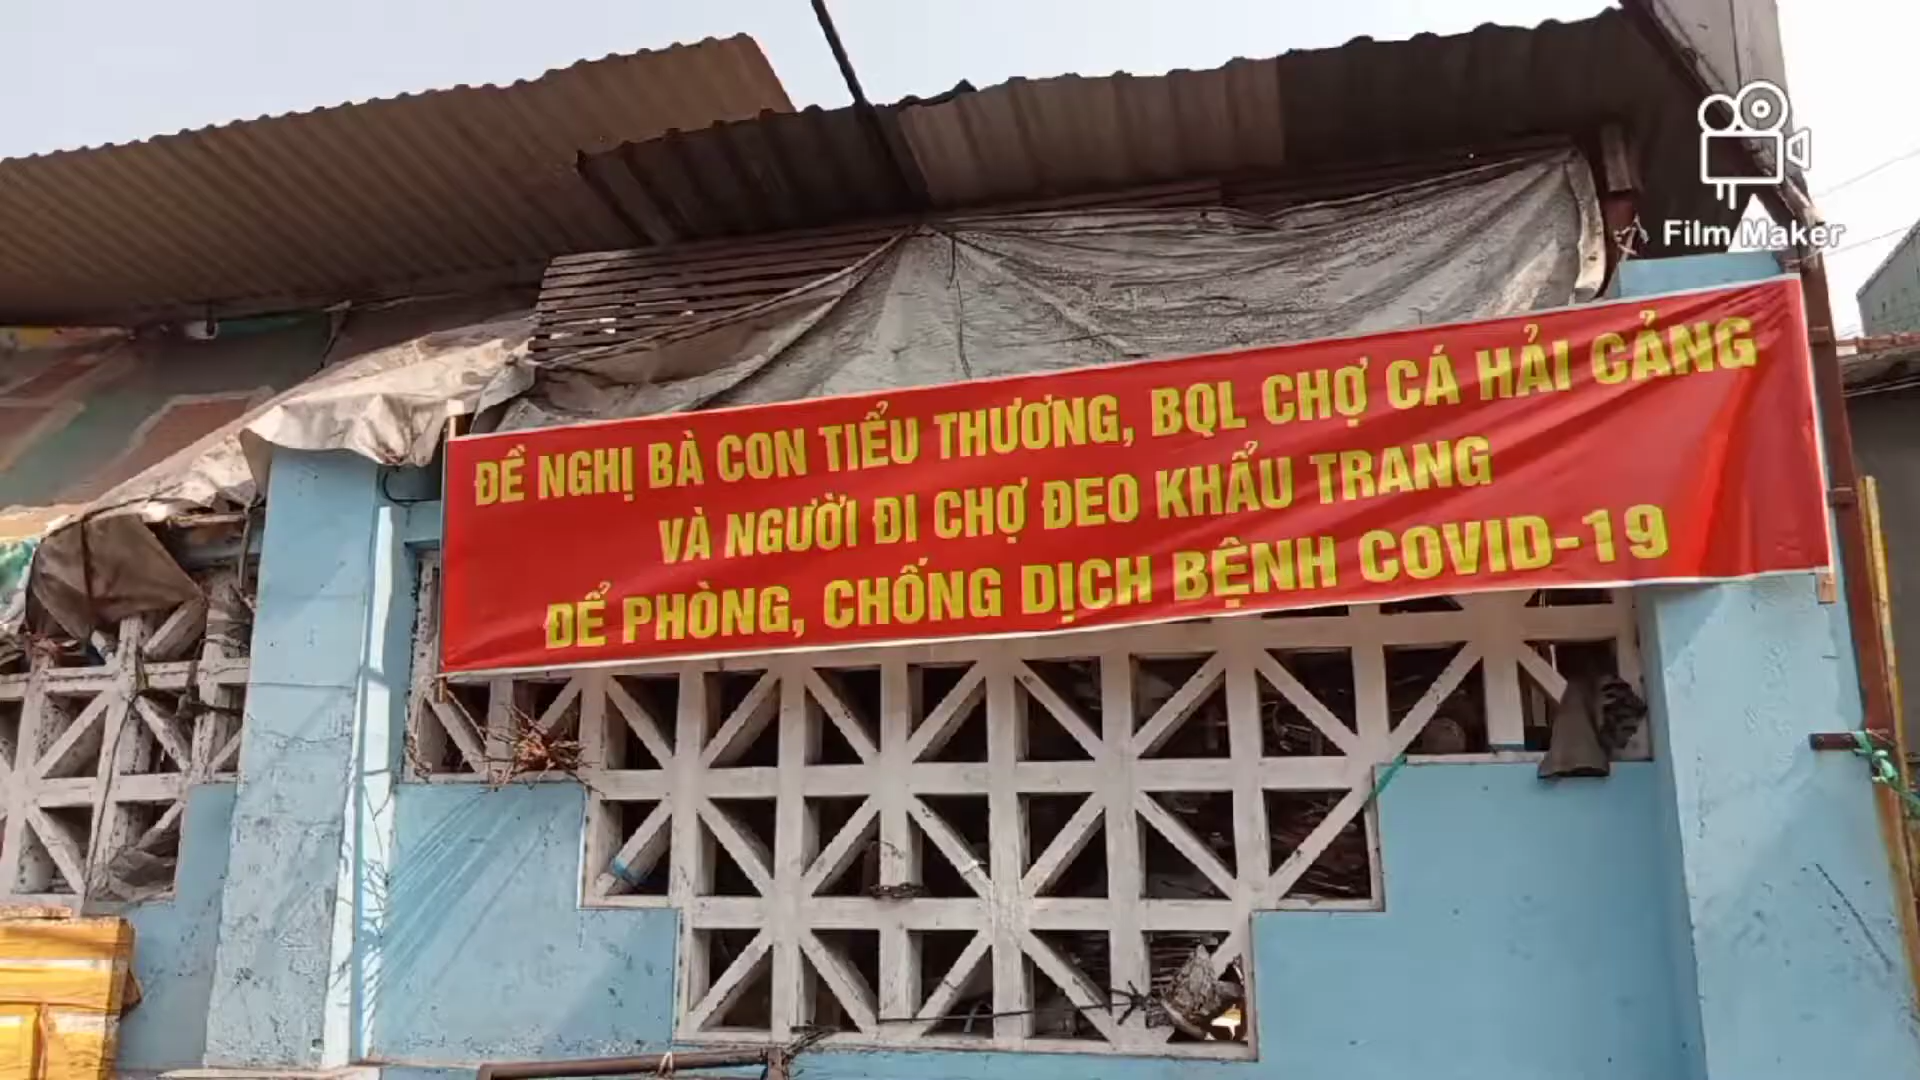 Film Maker
ĐỀ NGHỊ BÀ CON TIỂU THƯƠNG, BQL CHỢ CÁ HẢI CẢNG
VÀ NGƯỜI ĐI CHỢ ĐEO KHẨU TRANG
ĐỂ PHÒNG, CHỐNG DỊCH BỆNH COVID-19